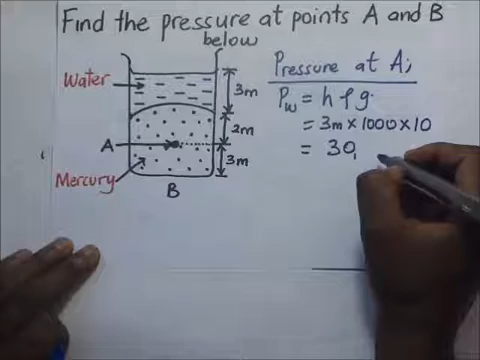 Find the pressure at points A and B
below
Water
3m
2m
A
3m
Mercury
B
Pressure at A;
Pw = hρg.
= 3m × 1000 × 10
= 30,